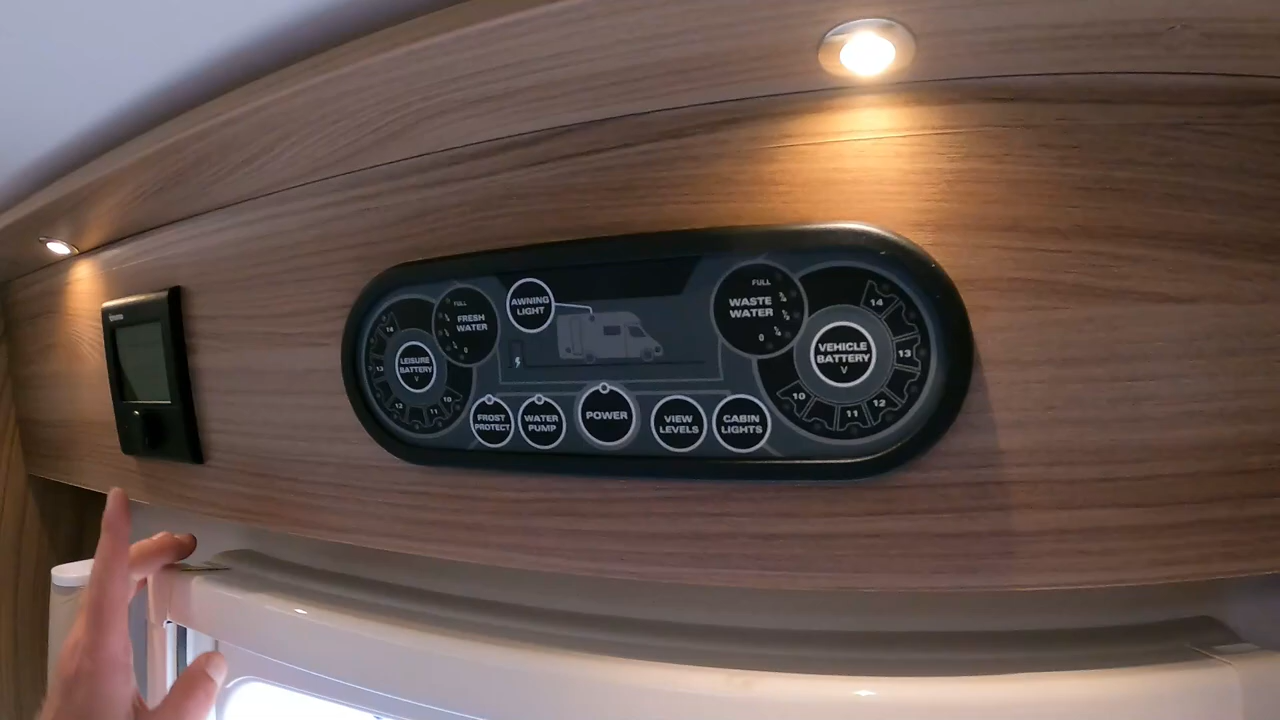 AWNING
LIGHT
FULL
FRESH
WATER
0
14
13
12
11
10
LEISURE
BATTERY
V
FULL
WASTE
WATER
0
14
13
12
11
10
VEHICLE
BATTERY
V
FROST
PROTECT
WATER
PUMP
POWER
VIEW
LEVELS
CABIN
LIGHTS